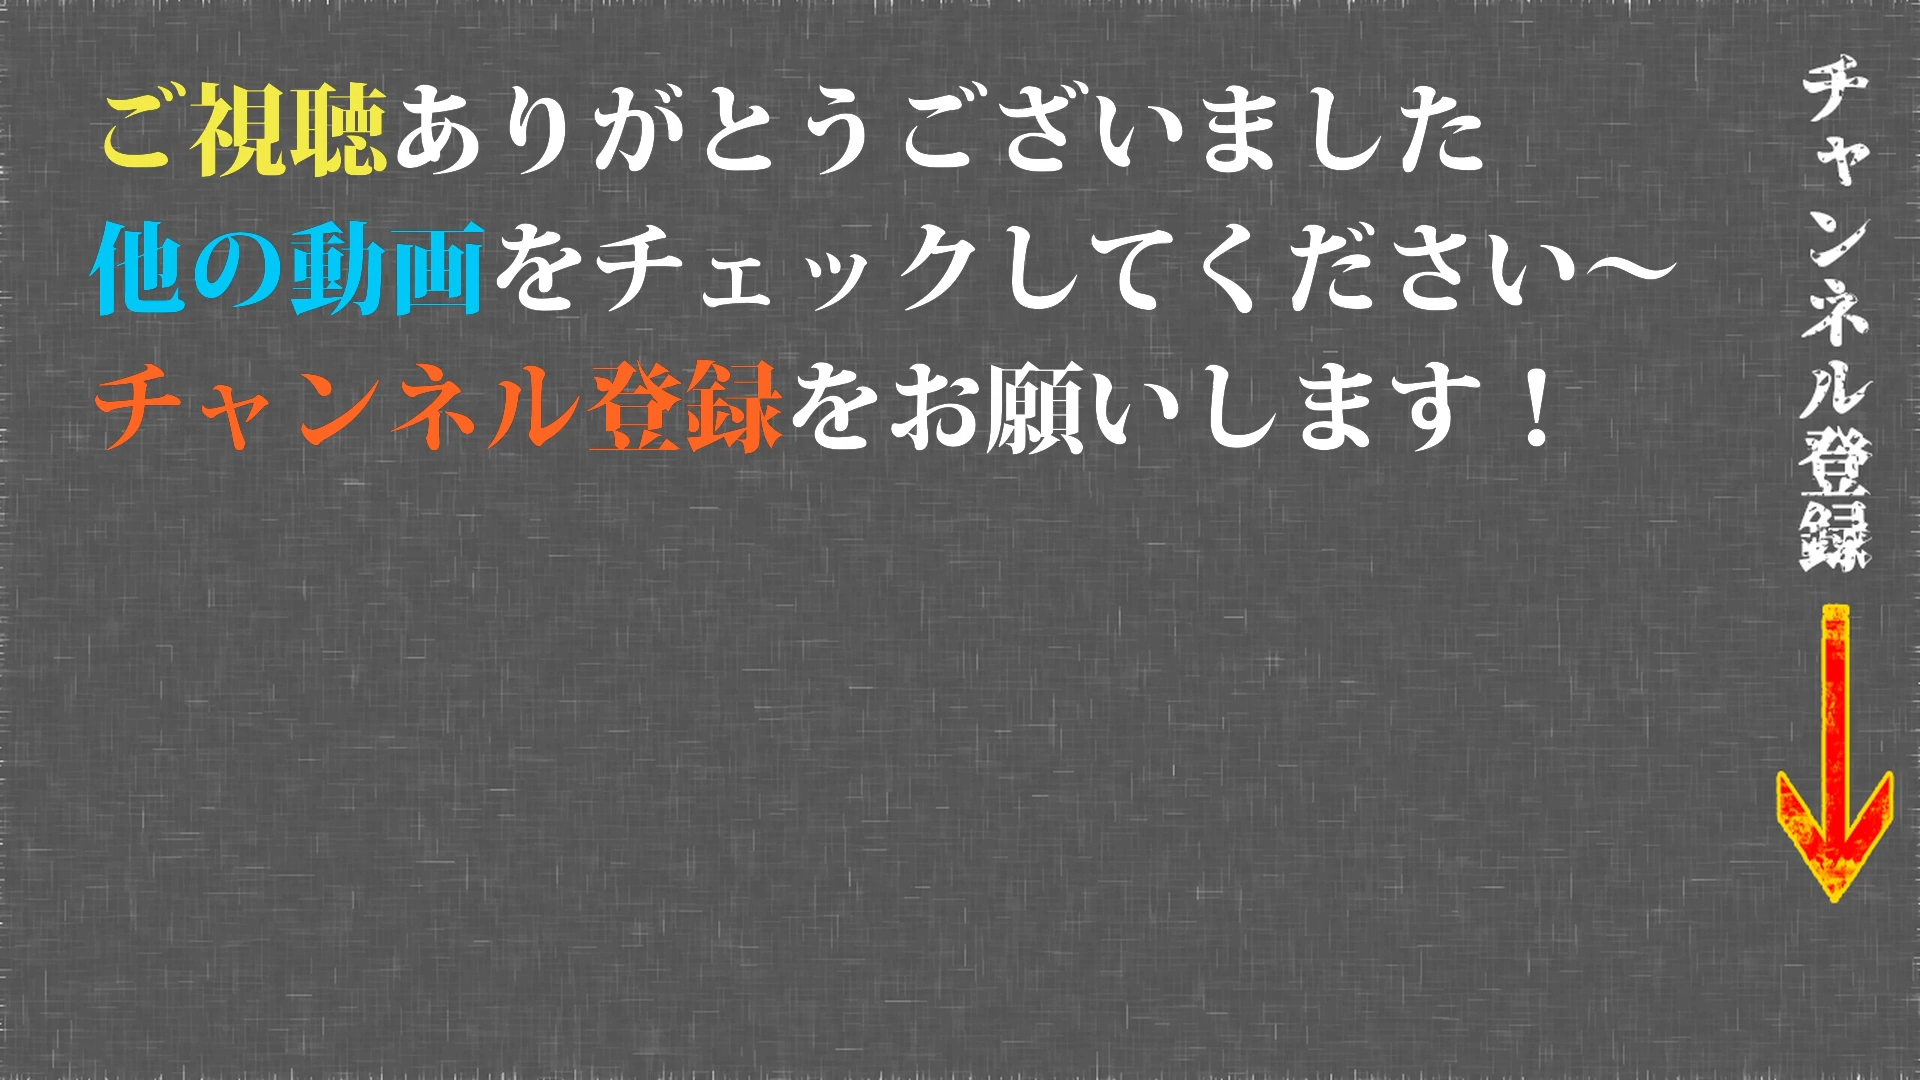 ご視聴ありがとうございました
他の動画をチェックしてください～
チャンネル登録をお願いします！
チャンネル登録